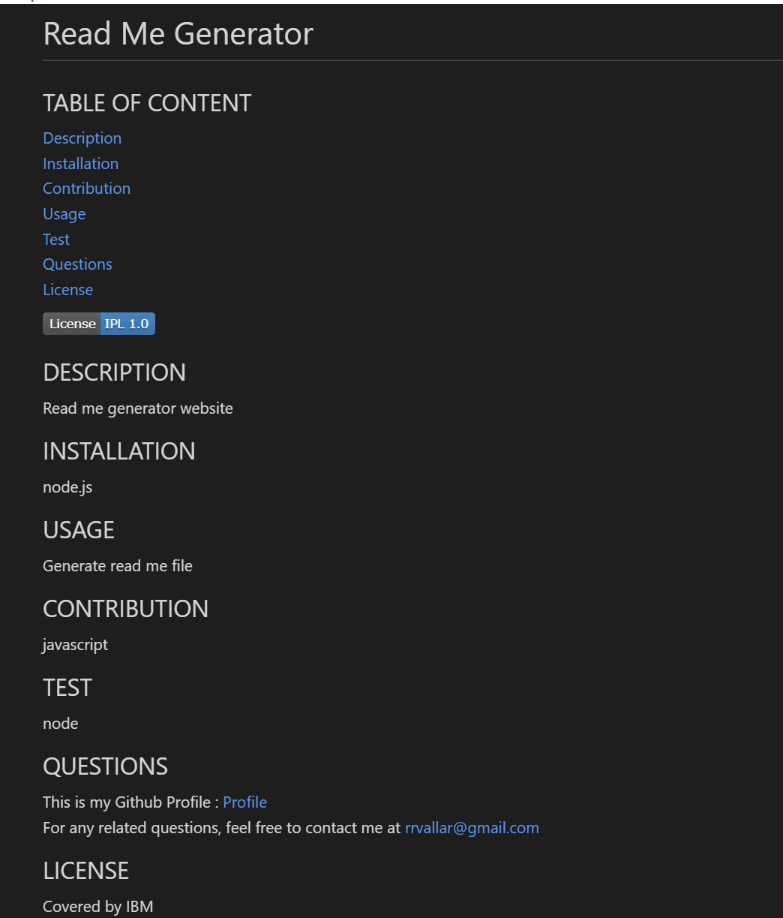 Read Me Generator
TABLE OF CONTENT
Description
Installation
Contribution
Usage
Test
Questions
License
License IPL 1.0
DESCRIPTION
Read me generator website
INSTALLATION
node.js
USAGE
Generate read me file
CONTRIBUTION
javascript
TEST
node
QUESTIONS
This is my Github Profile : Profile
For any related questions, feel free to contact me at rrvallar@gmail.com
LICENSE
Covered by IBM